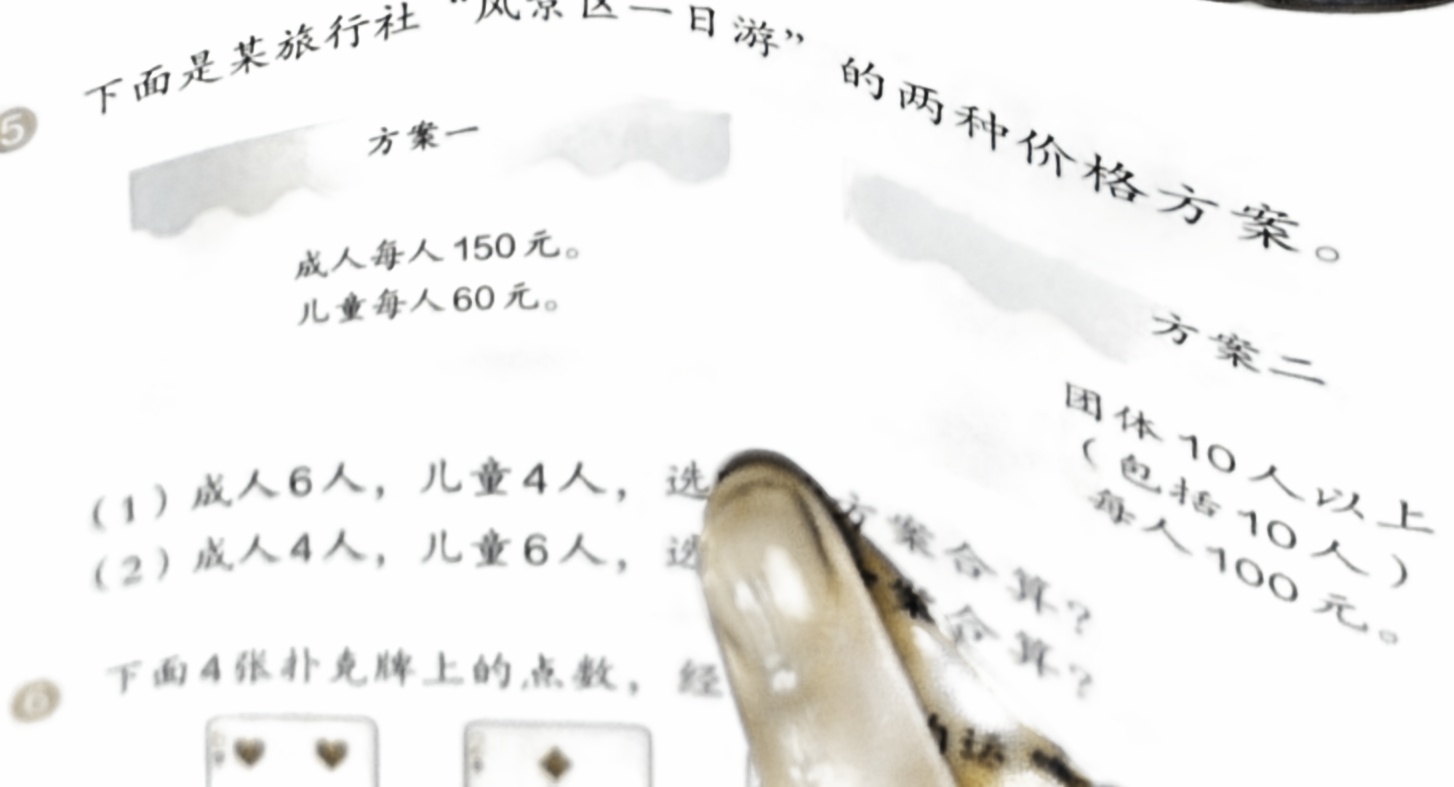 5 下面是某旅行社“风景区一日游”的两种价格方案。
方案一
成人每人150元。
儿童每人60元。
方案二
团体10人以上
（包括10人）
每人100元。
（1）成人6人，儿童4人，选 方案合算？
（2）成人4人，儿童6人，选 案合算？
6 下面4张扑克牌上的点数，经